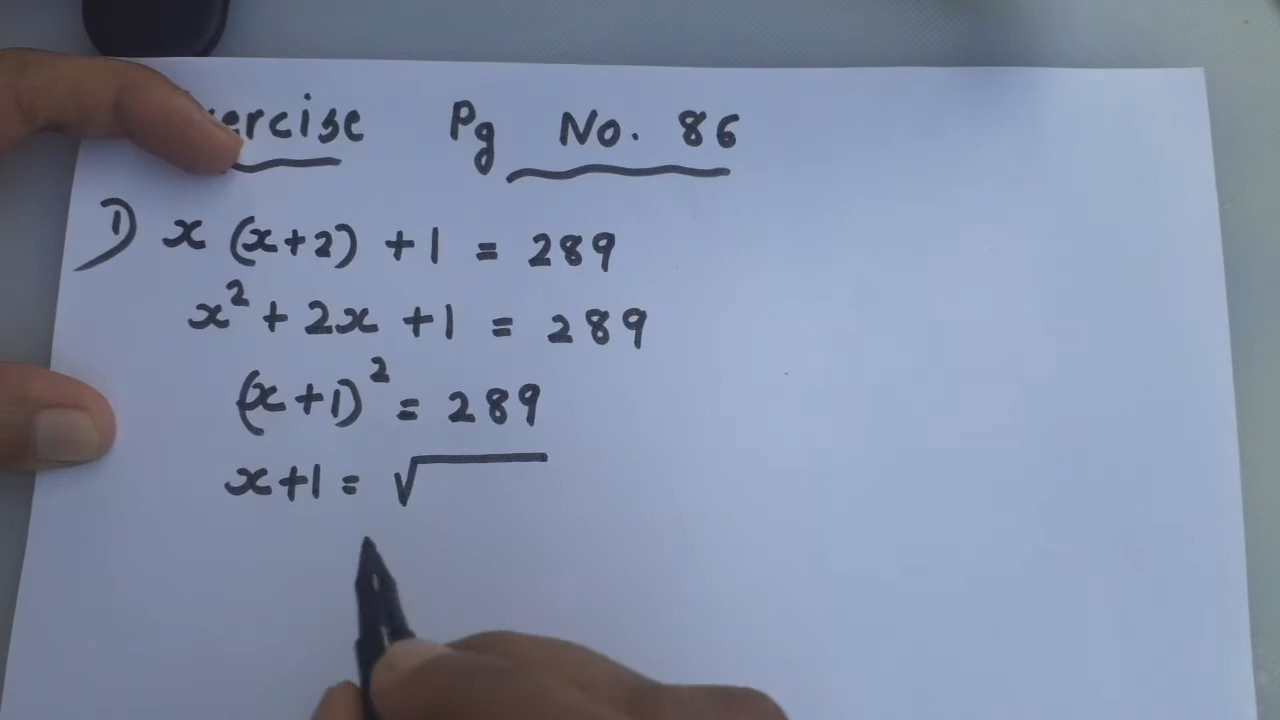 ercise Pg No. 86
1) x (x+2) + 1 = 289
x² + 2x + 1 = 289
(x+1)² = 289
x+1 = √